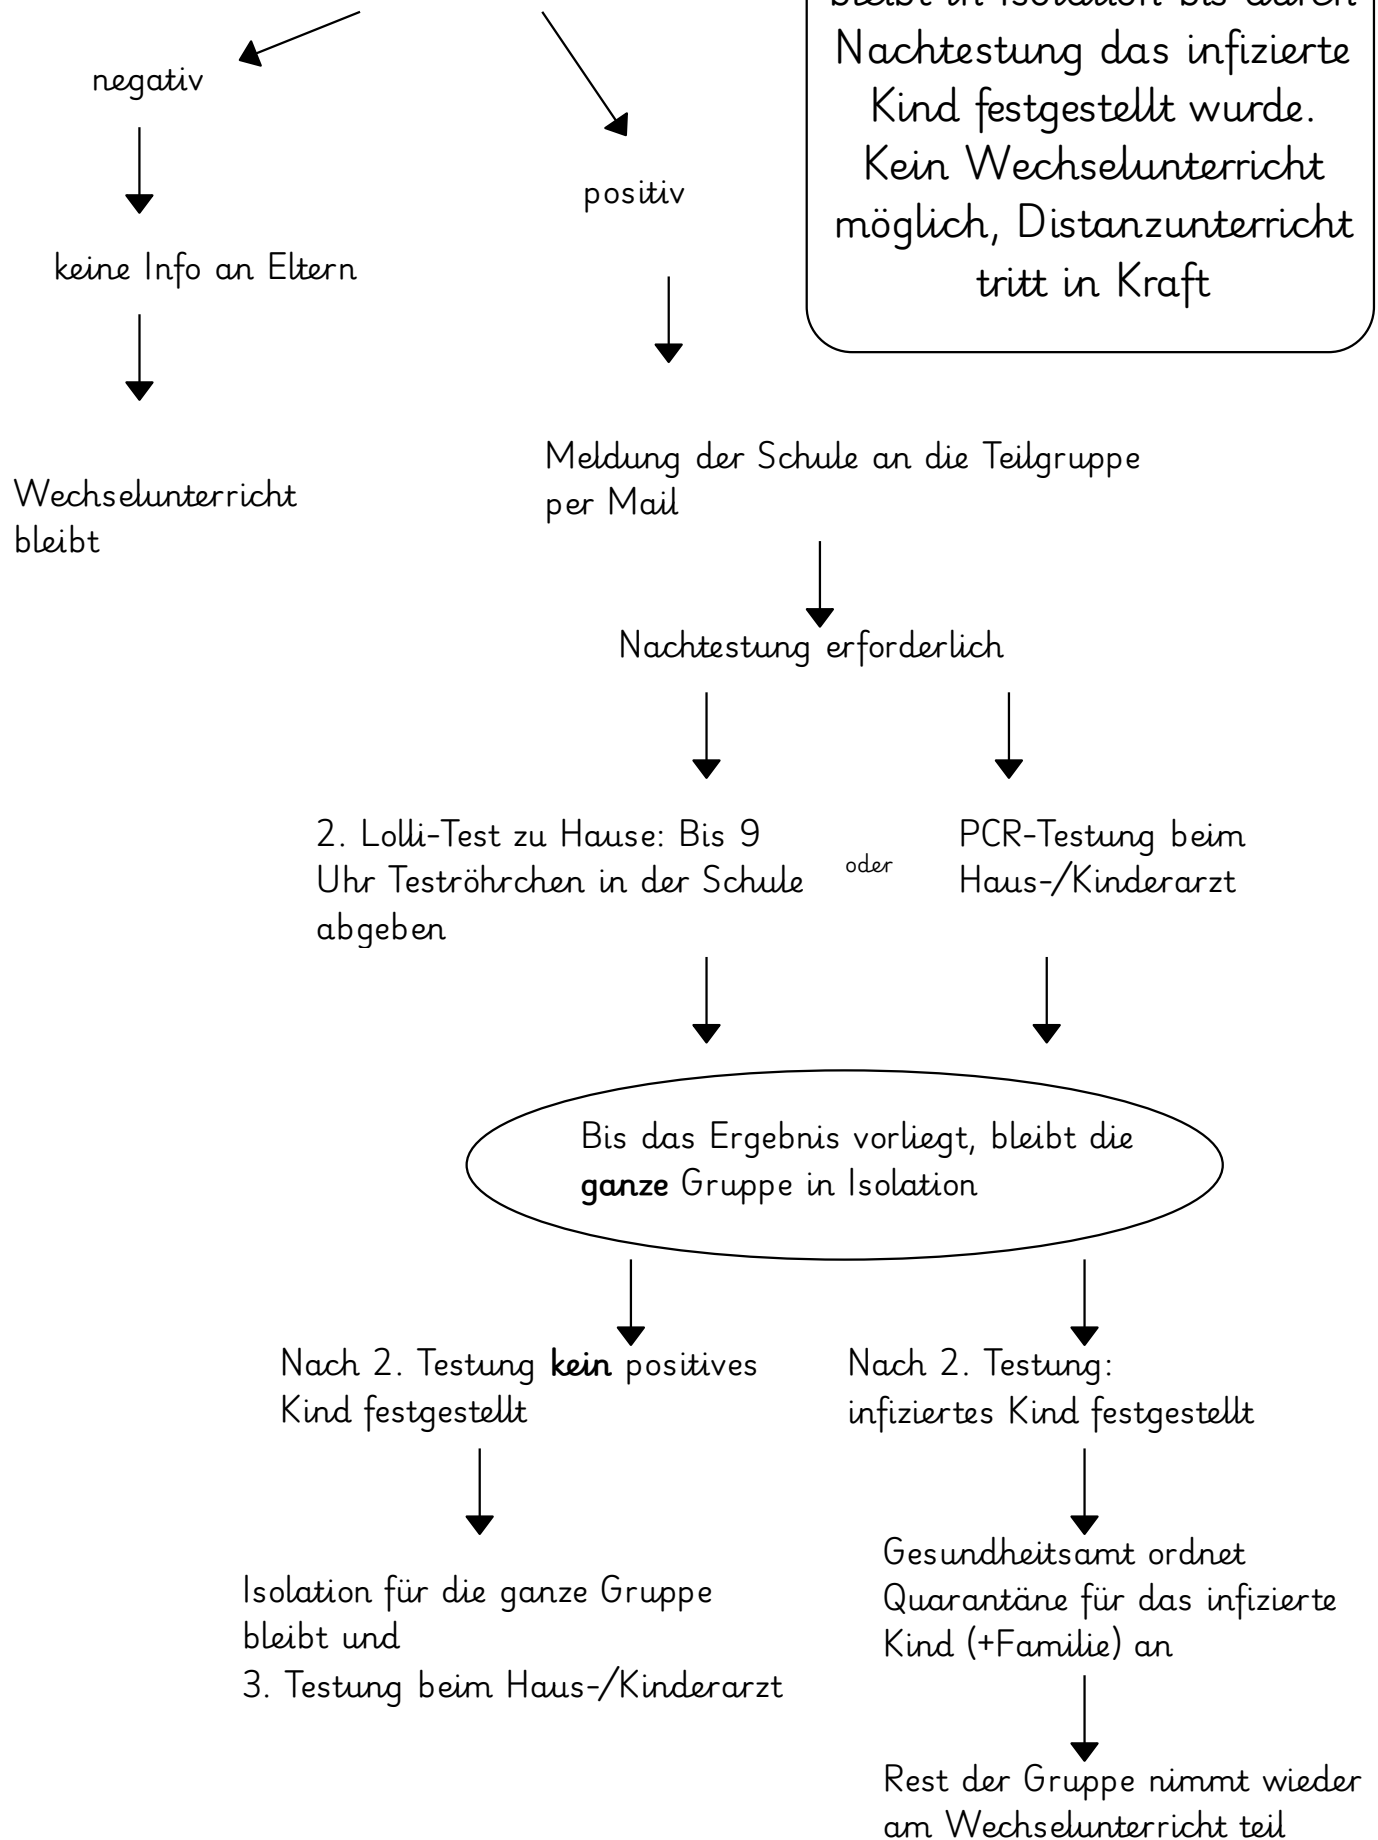 bleibt in Isolation bis durch
Nachtestung das infizierte
Kind festgestellt wurde.
Kein Wechselunterricht
möglich, Distanzunterricht
tritt in Kraft
negativ
positiv
keine Info an Eltern
Wechselunterricht
bleibt
Meldung der Schule an die Teilgruppe
per Mail
Nachtestung erforderlich
2. Lolli-Test zu Hause: Bis 9
Uhr Teströhrchen in der Schule
abgeben
oder
PCR-Testung beim
Haus-/Kinderarzt
Bis das Ergebnis vorliegt, bleibt die
ganze Gruppe in Isolation
Nach 2. Testung kein positives
Kind festgestellt
Nach 2. Testung:
infiziertes Kind festgestellt
Isolation für die ganze Gruppe
bleibt und
3. Testung beim Haus-/Kinderarzt
Gesundheitsamt ordnet
Quarantäne für das infizierte
Kind (+Familie) an
Rest der Gruppe nimmt wieder
am Wechselunterricht teil